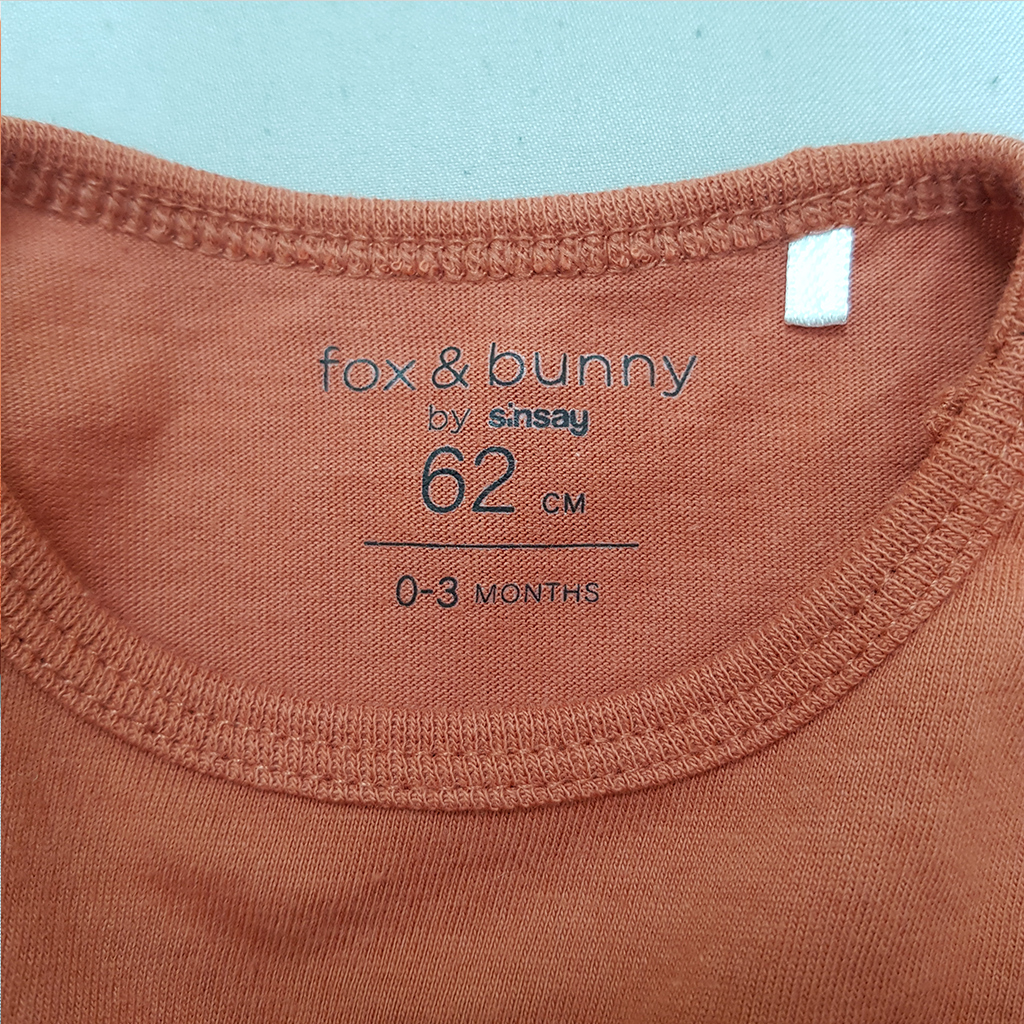 fox & bunny
by sinsay
62 CM
0-3 MONTHS